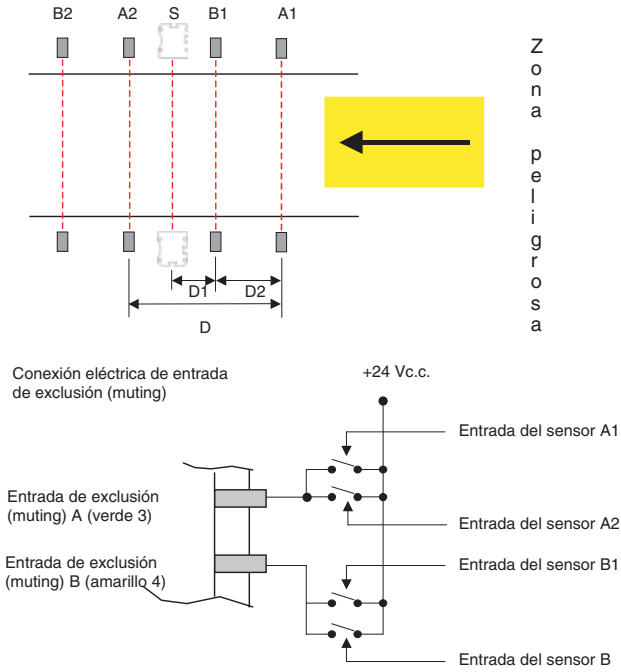 B2 A2 S B1 A1
Zona peligrosa
D1 D2
D
Conexión eléctrica de entrada
de exclusión (muting)
+24 Vc.c.
Entrada del sensor A1
Entrada de exclusión
(muting) A (verde 3)
Entrada del sensor A2
Entrada de exclusión
(muting) B (amarillo 4)
Entrada del sensor B1
Entrada del sensor B